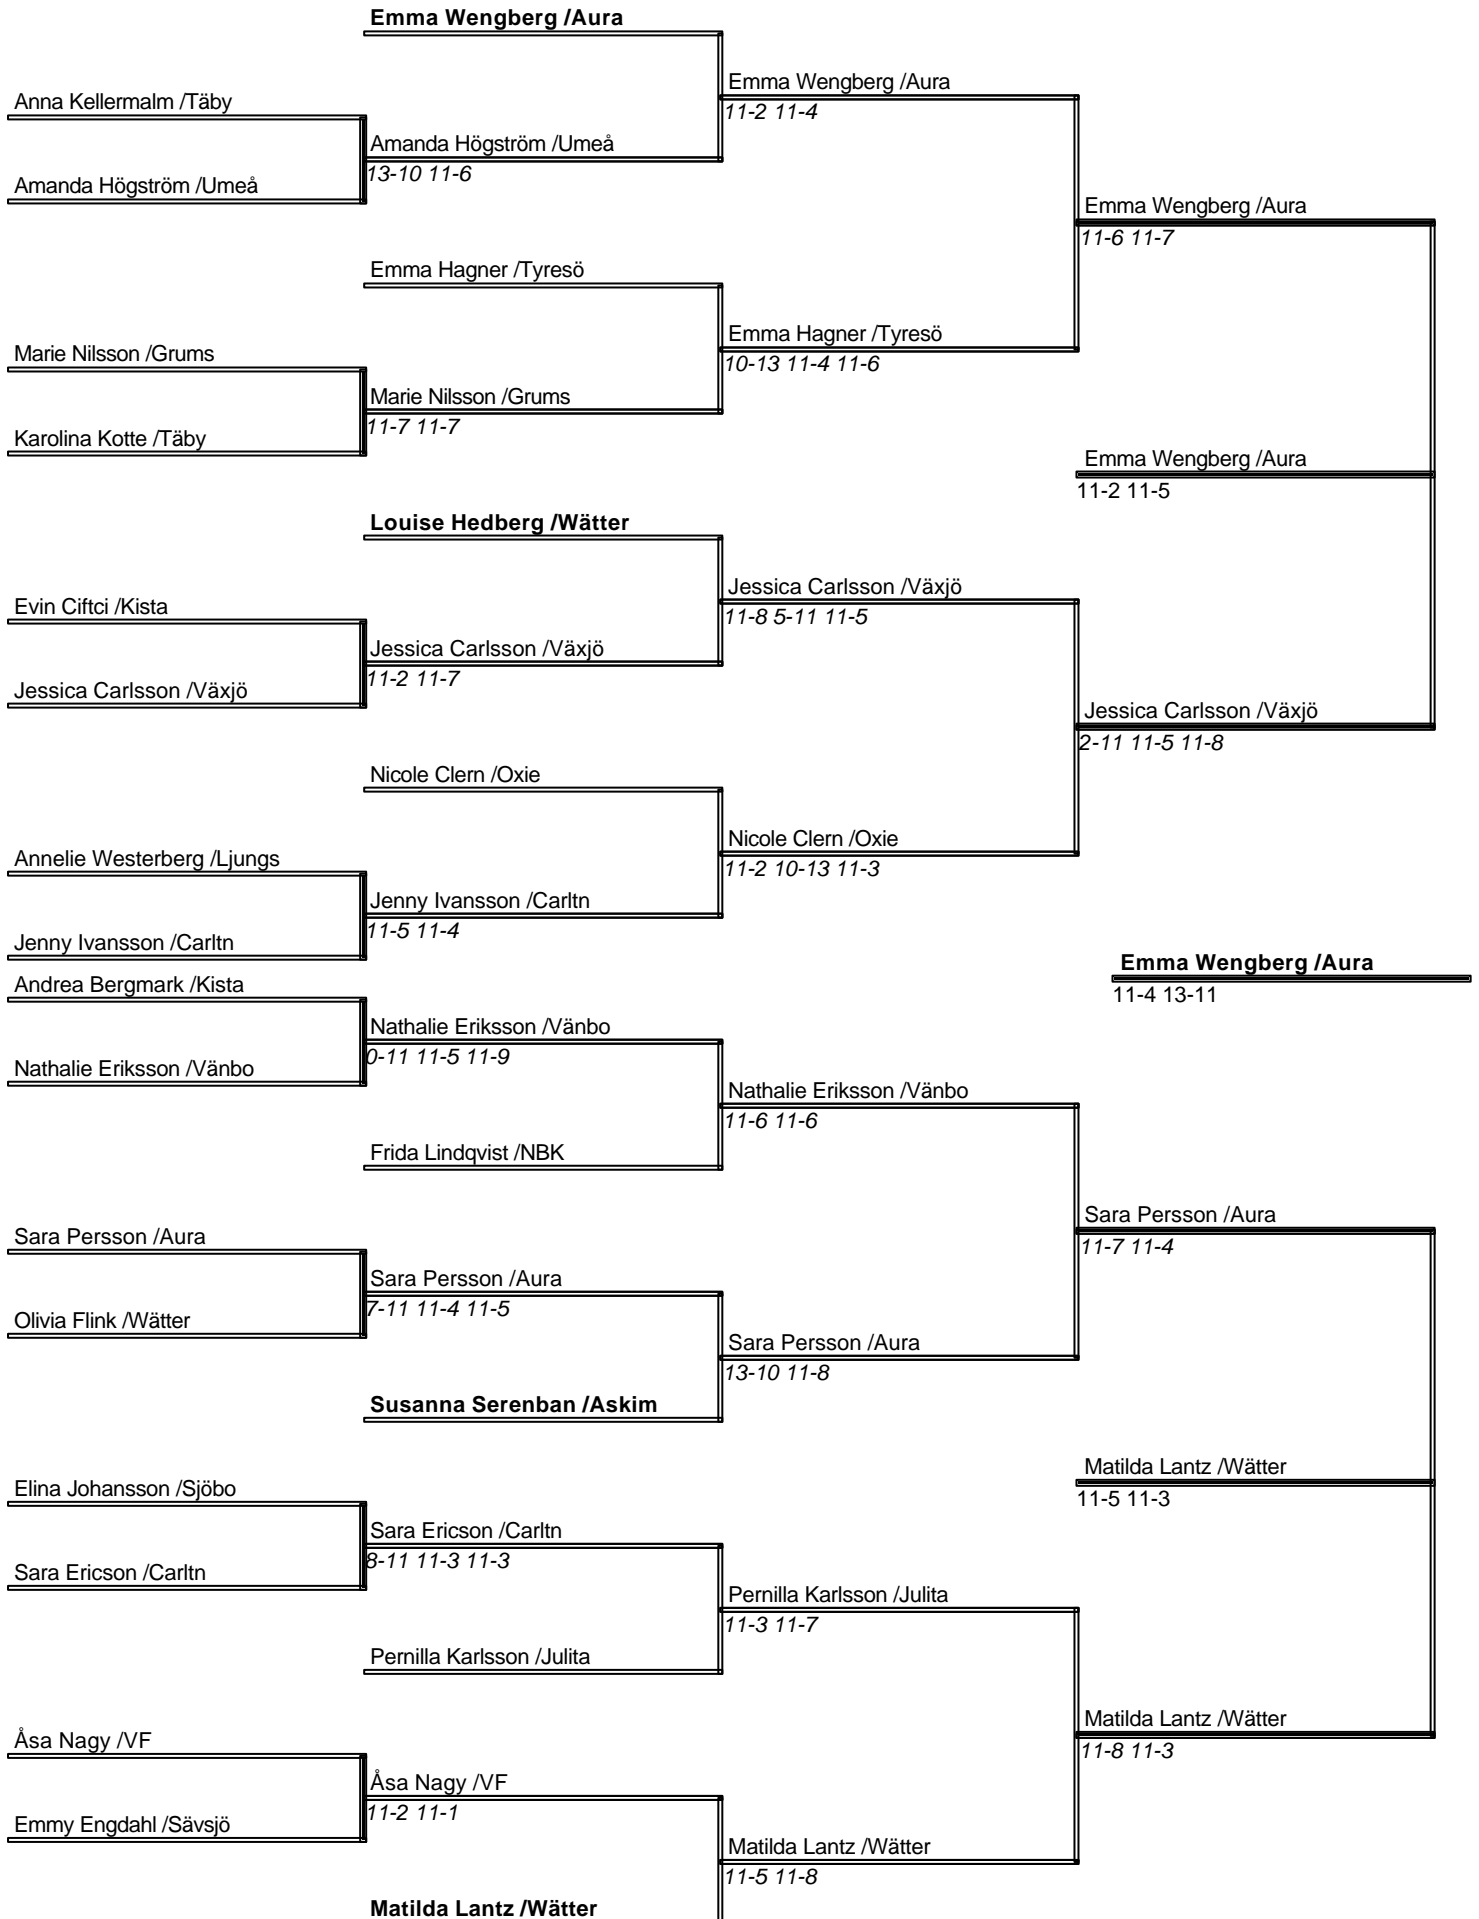 Emma Wengberg /Aura
Emma Wengberg /Aura
11-2 11-4
Anna Kellermalm /Täby
Amanda Högström /Umeå
13-10 11-6
Amanda Högström /Umeå
Emma Wengberg /Aura
11-6 11-7
Emma Hagner /Tyresö
Emma Hagner /Tyresö
10-13 11-4 11-6
Marie Nilsson /Grums
Marie Nilsson /Grums
11-7 11-7
Karolina Kotte /Täby
Emma Wengberg /Aura
11-2 11-5
Louise Hedberg /Wätter
Jessica Carlsson /Växjö
11-8 5-11 11-5
Evin Ciftci /Kista
Jessica Carlsson /Växjö
11-2 11-7
Jessica Carlsson /Växjö
Jessica Carlsson /Växjö
2-11 11-5 11-8
Nicole Clern /Oxie
Nicole Clern /Oxie
11-2 10-13 11-3
Annelie Westerberg /Ljungs
Jenny Ivansson /Carltn
11-5 11-4
Jenny Ivansson /Carltn
Emma Wengberg /Aura
11-4 13-11
Andrea Bergmark /Kista
Nathalie Eriksson /Vänbo
0-11 11-5 11-9
Nathalie Eriksson /Vänbo
Nathalie Eriksson /Vänbo
11-6 11-6
Frida Lindqvist /NBK
Sara Persson /Aura
11-7 11-4
Sara Persson /Aura
Sara Persson /Aura
7-11 11-4 11-5
Olivia Flink /Wätter
Sara Persson /Aura
13-10 11-8
Susanna Serenban /Askim
Matilda Lantz /Wätter
11-5 11-3
Elina Johansson /Sjöbo
Sara Ericson /Carltn
8-11 11-3 11-3
Sara Ericson /Carltn
Pernilla Karlsson /Julita
11-3 11-7
Pernilla Karlsson /Julita
Matilda Lantz /Wätter
11-8 11-3
Åsa Nagy /VF
Åsa Nagy /VF
11-2 11-1
Emmy Engdahl /Sävsjö
Matilda Lantz /Wätter
11-5 11-8
Matilda Lantz /Wätter